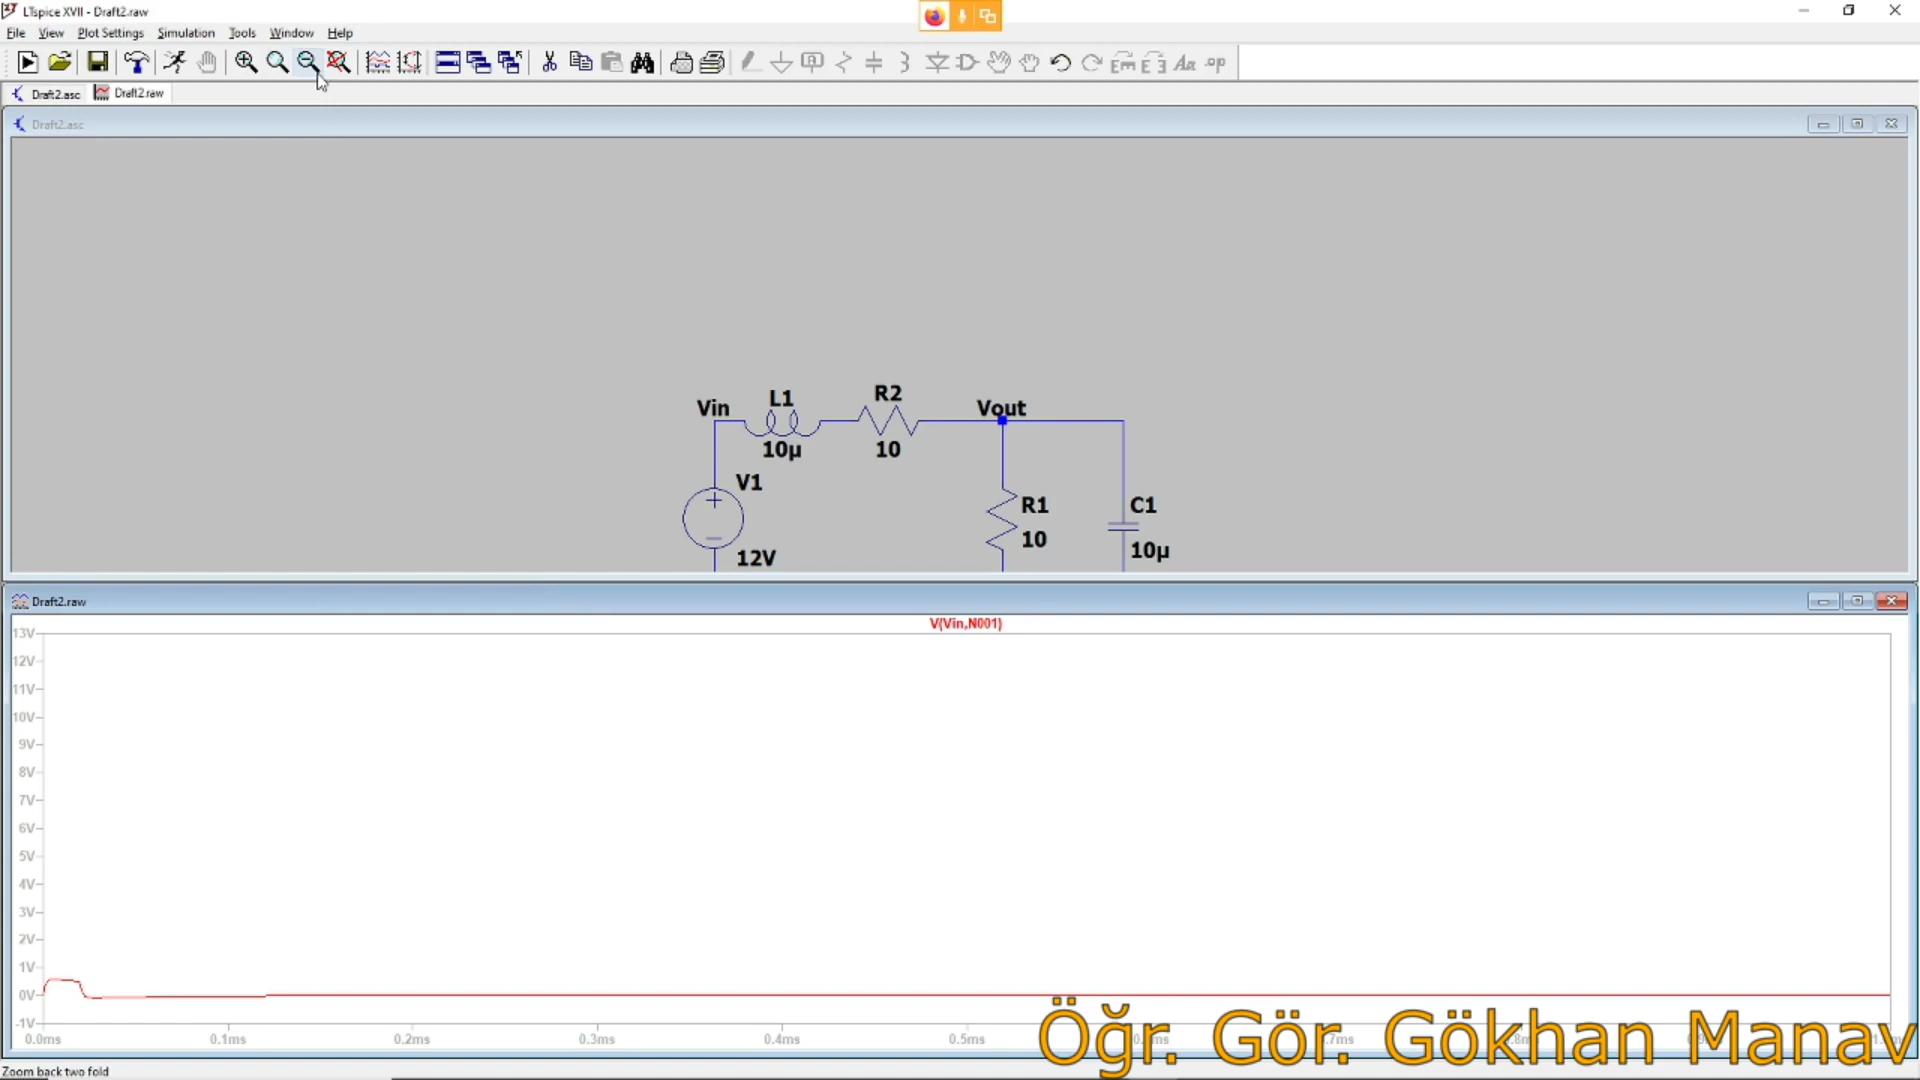 LTspice XVII - Draft2.raw
File View Plot Settings Simulation Tools Window Help
Draft2.asc Draft2.raw
Draft2.asc
Vin L1 R2 Vout
10µ 10
V1
R1 C1
10 10µ
12V
Draft2.raw
V(Vin,N001)
13V
12V
11V
10V
9V
8V
7V
6V
5V
4V
3V
2V
1V
0V
-1V
0.0ms 0.1ms 0.2ms 0.3ms 0.4ms 0.5ms
Öğr. Gör. Gökhan Manav
Zoom back two fold